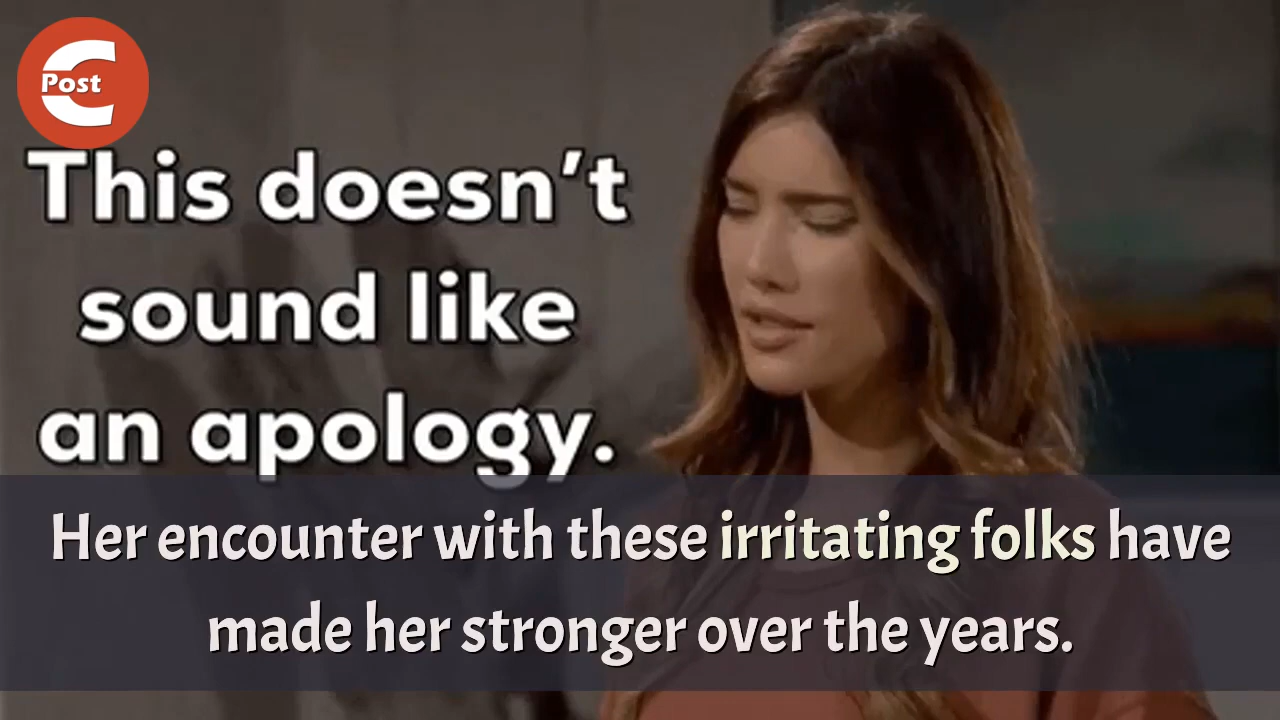 Post
This doesn’t
sound like
an apology.
Her encounter with these irritating folks have
made her stronger over the years.